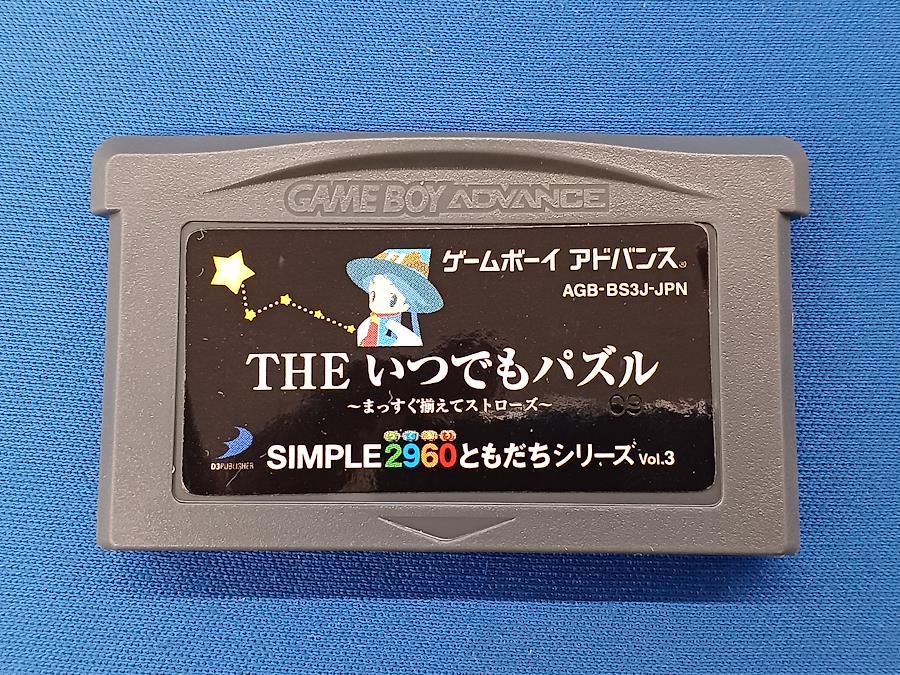 GAME BOY ADVANCE
ゲームボーイ アドバンス®
AGB-BS3J-JPN
THE いつでもパズル
～まっすぐ揃えてストローズ～
09
D3PUBLISHER
SIMPLE2960ともだちシリーズ Vol.3